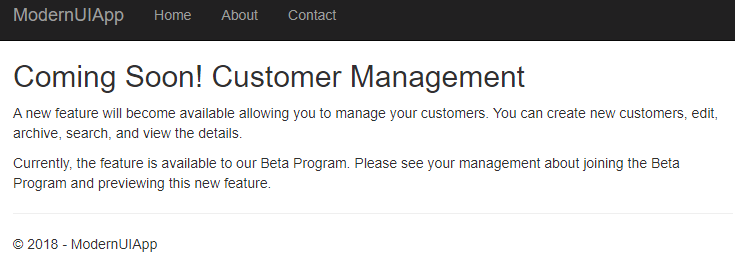 ModernUIApp Home About Contact
Coming Soon! Customer Management
A new feature will become available allowing you to manage your customers. You can create new customers, edit,
archive, search, and view the details.
Currently, the feature is available to our Beta Program. Please see your management about joining the Beta
Program and previewing this new feature.
© 2018 - ModernUIApp